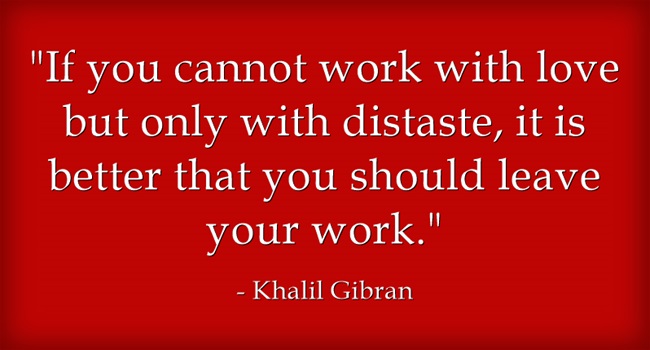 "If you cannot work with love
but only with distaste, it is
better that you should leave
your work."
- Khalil Gibran